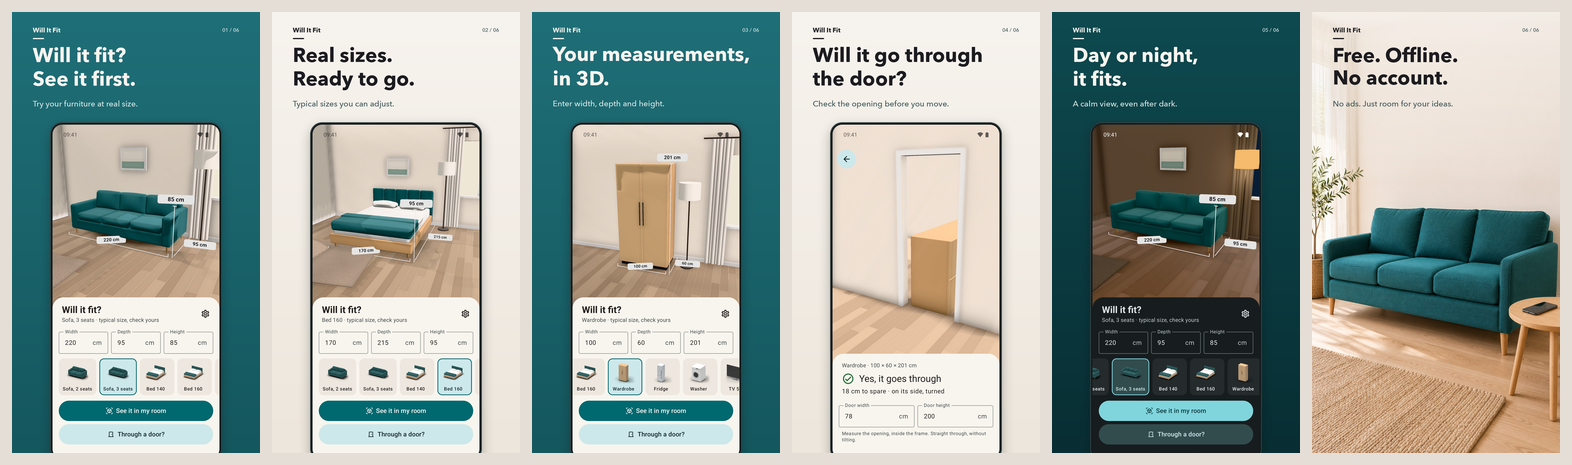 Will It Fit
01 / 06
Will it fit?
See it first.
Try your furniture at real size.
09:41
85 cm
220 cm
95 cm
Will it fit?
Sofa, 3 seats · typical size, check yours
Width
Depth
Height
220 cm
95 cm
85 cm
Sofa, 2 seats
Sofa, 3 seats
Bed 140
Bed 160
See it in my room
Through a door?
Will It Fit
02 / 06
Real sizes.
Ready to go.
Typical sizes you can adjust.
09:41
95 cm
215 cm
170 cm
Will it fit?
Bed 160 · typical size, check yours
Width
Depth
Height
170 cm
215 cm
95 cm
Sofa, 2 seats
Sofa, 3 seats
Bed 140
Bed 160
See it in my room
Through a door?
Will It Fit
03 / 06
Your measurements,
in 3D.
Enter width, depth and height.
09:41
201 cm
100 cm
60 cm
Will it fit?
Wardrobe · typical size, check yours
Width
Depth
Height
100 cm
60 cm
201 cm
Bed 160
Wardrobe
Fridge
Washer
TV S
See it in my room
Through a door?
Will It Fit
04 / 06
Will it go through
the door?
Check the opening before you move.
09:41
Wardrobe · 100 × 60 × 201 cm
Yes, it goes through
18 cm to spare · on its side, turned
Door width
Door height
78 cm
200 cm
Measure the opening, inside the frame. Straight through, without
tilting.
Will It Fit
05 / 06
Day or night,
it fits.
A calm view, even after dark.
09:41
85 cm
220 cm
95 cm
Will it fit?
Sofa, 3 seats · typical size, check yours
Width
Depth
Height
220 cm
95 cm
85 cm
seats
Sofa, 3 seats
Bed 140
Bed 160
Wardrobe
See it in my room
Through a door?
Will It Fit
06 / 06
Free. Offline.
No account.
No ads. Just room for your ideas.